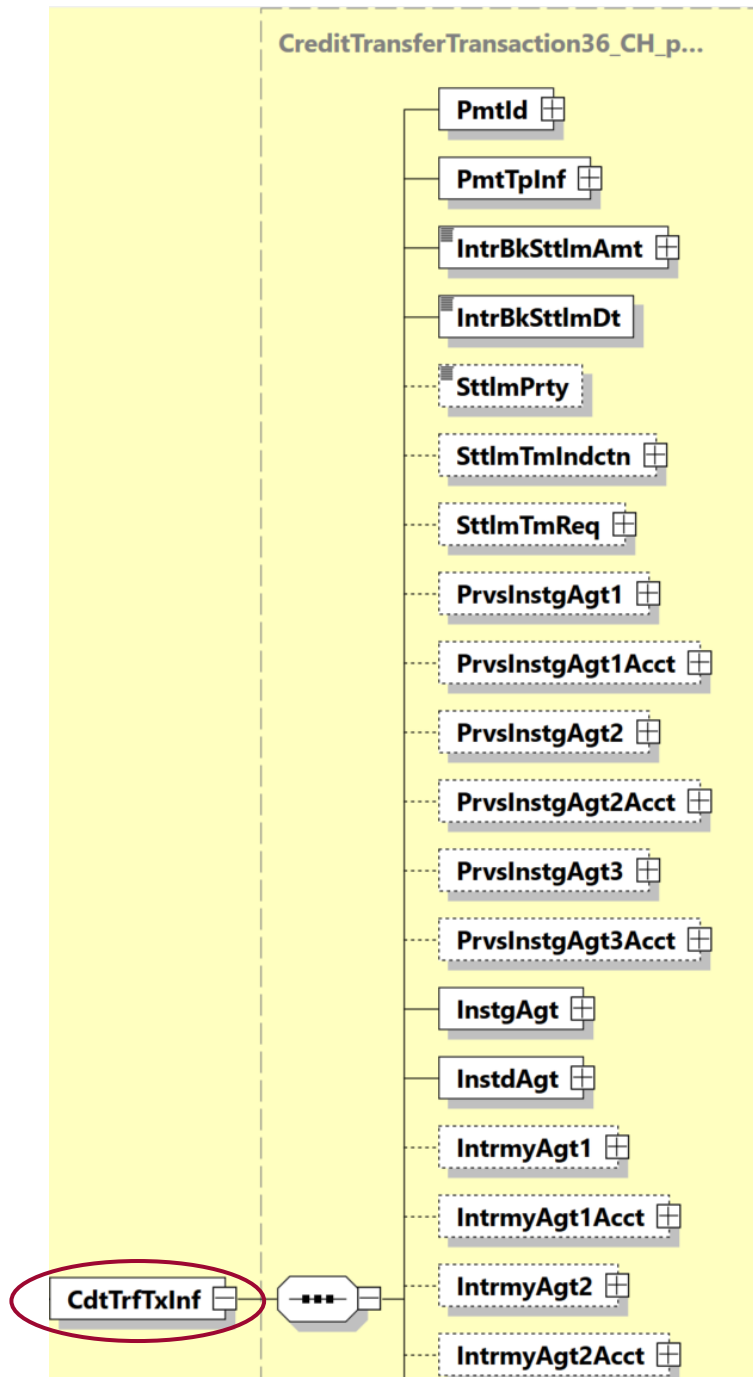 CreditTransferTransaction36_CH_p...
PmtId
PmtTpInf
IntrBkSttlmAmt
IntrBkSttlmDt
SttlmPrty
SttlmTmIndctn
SttlmTmReq
PrvsInstgAgt1
PrvsInstgAgt1Acct
PrvsInstgAgt2
PrvsInstgAgt2Acct
PrvsInstgAgt3
PrvsInstgAgt3Acct
InstgAgt
InstdAgt
IntrmyAgt1
IntrmyAgt1Acct
CdtTrfTxInf
IntrmyAgt2
IntrmyAgt2Acct